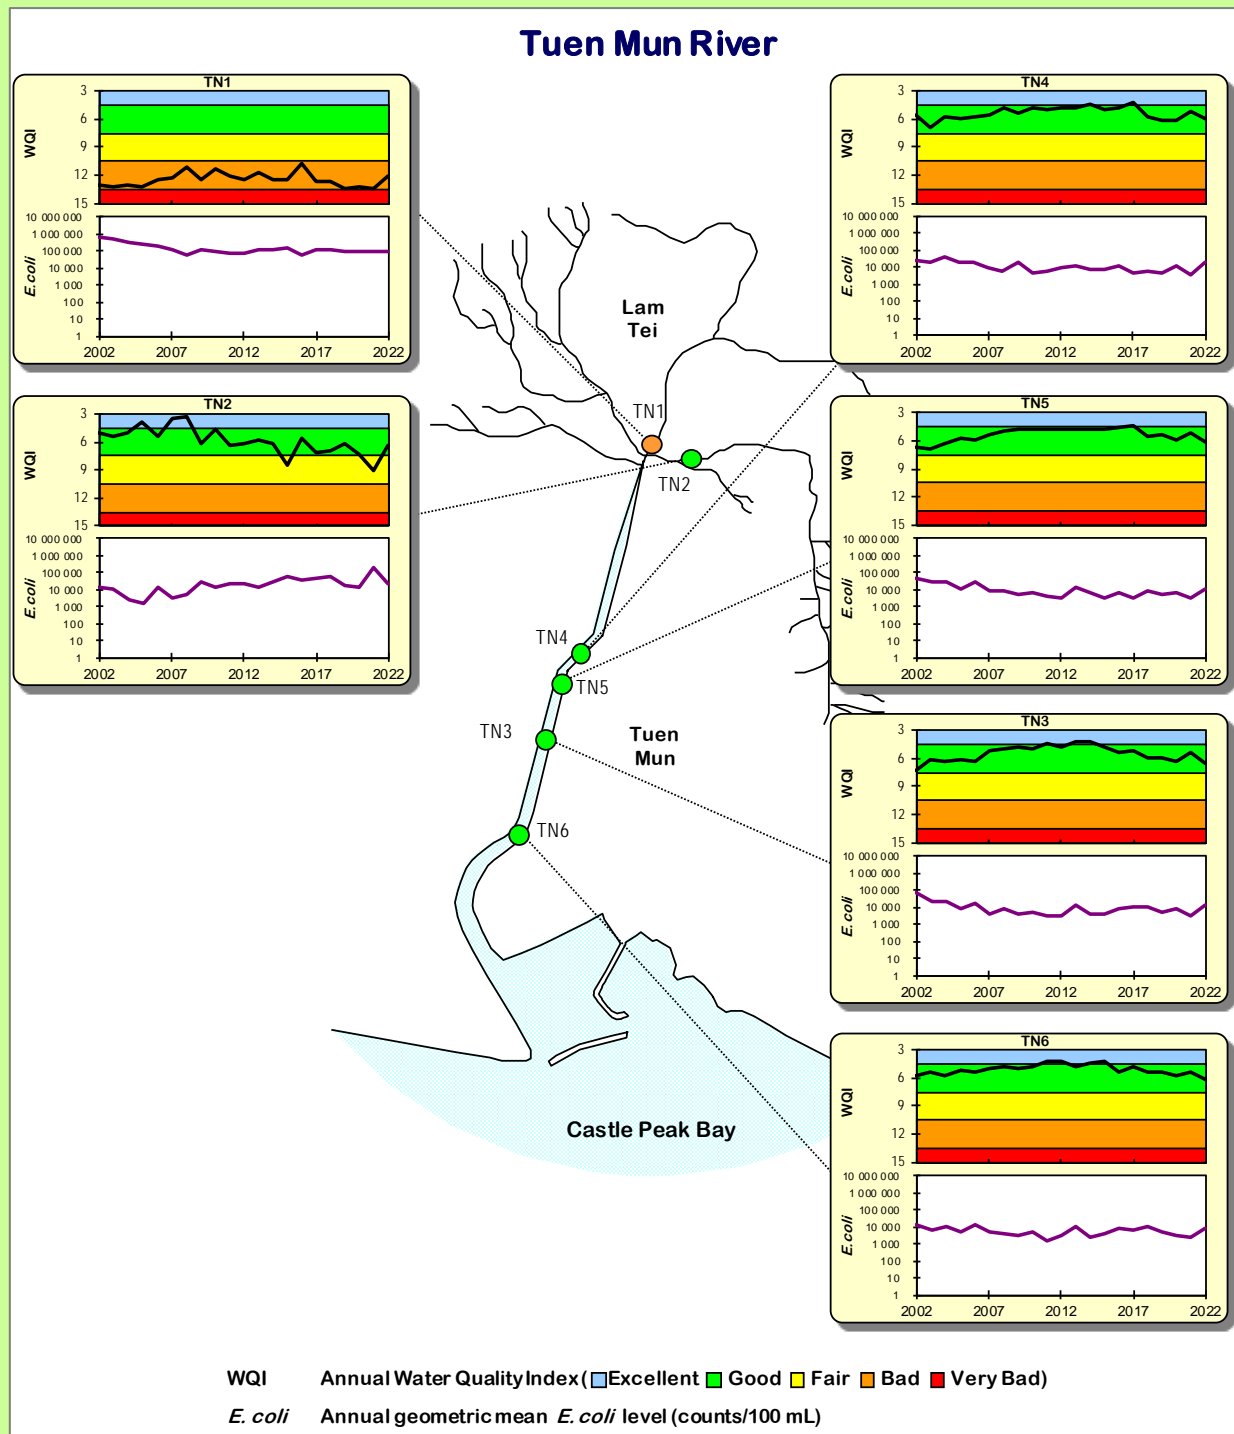 Tuen Mun River
TN1
WQI
3
6
9
12
15
E.coli
10 000 000
1 000 000
100 000
10 000
1 000
100
10
1
2002 2007 2012 2017 2022
TN2
WQI
3
6
9
12
15
E.coli
10 000 000
1 000 000
100 000
10 000
1 000
100
10
1
2002 2007 2012 2017 2022
TN4
WQI
3
6
9
12
15
E.coli
10 000 000
1 000 000
100 000
10 000
1 000
100
10
1
2002 2007 2012 2017 2022
TN5
WQI
3
6
9
12
15
E.coli
10 000 000
1 000 000
100 000
10 000
1 000
100
10
1
2002 2007 2012 2017 2022
TN3
WQI
3
6
9
12
15
E.coli
10 000 000
1 000 000
100 000
10 000
1 000
100
10
1
2002 2007 2012 2017 2022
TN6
WQI
3
6
9
12
15
E.coli
10 000 000
1 000 000
100 000
10 000
1 000
100
10
1
2002 2007 2012 2017 2022
Lam
Tei
TN1
TN2
TN4
TN5
TN3
Tuen
Mun
TN6
Castle Peak Bay
WQI Annual Water Quality Index ( Excellent Good Fair Bad Very Bad)
E. coli Annual geometric mean E. coli level (counts/100 mL)